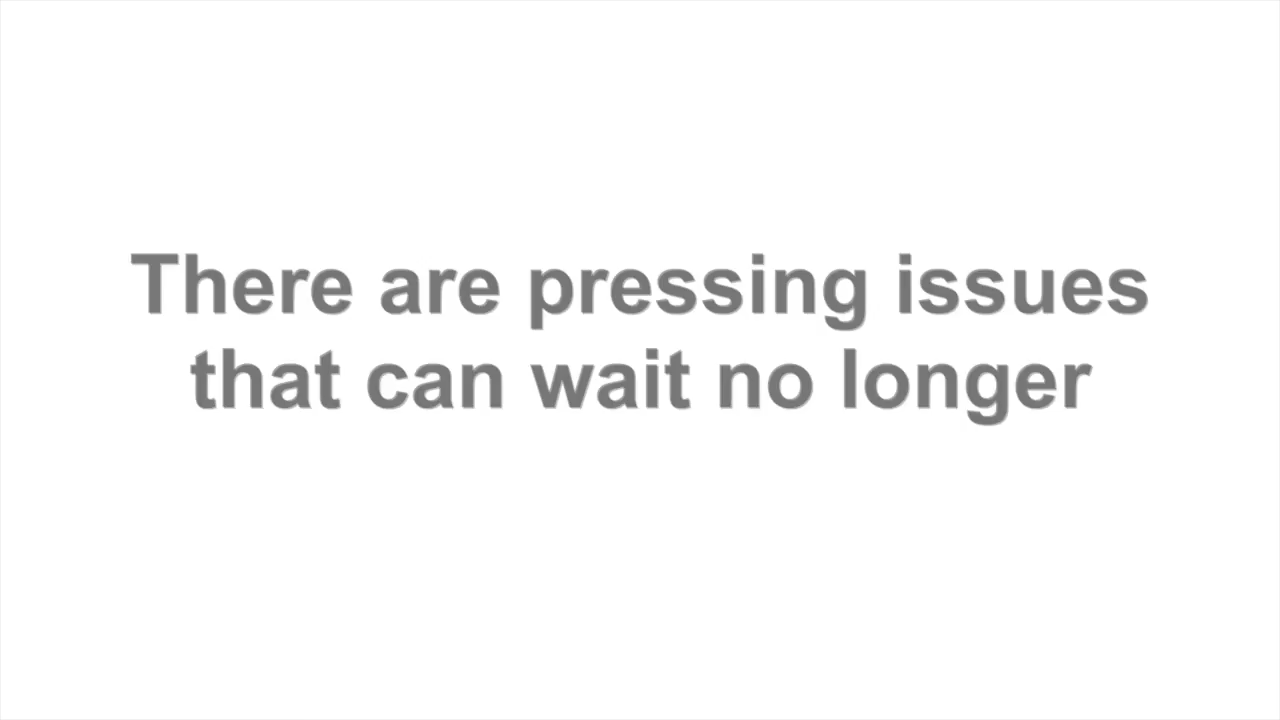 There are pressing issues
that can wait no longer